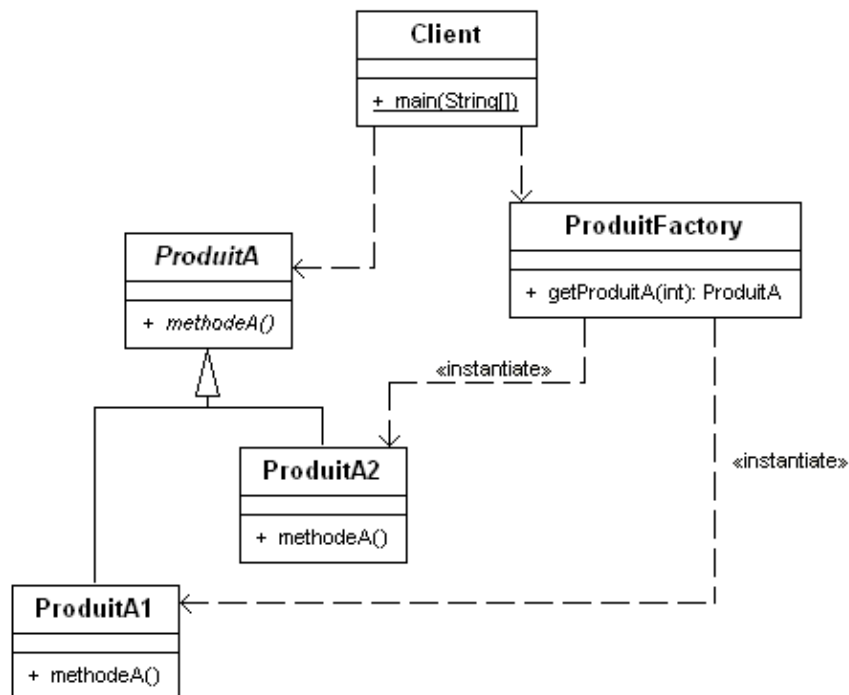 Client
+ main(String[])
ProduitFactory
+ getProduitA(int): ProduitA
ProduitA
+ methodeA()
«instantiate»
ProduitA2
+ methodeA()
«instantiate»
ProduitA1
+ methodeA()